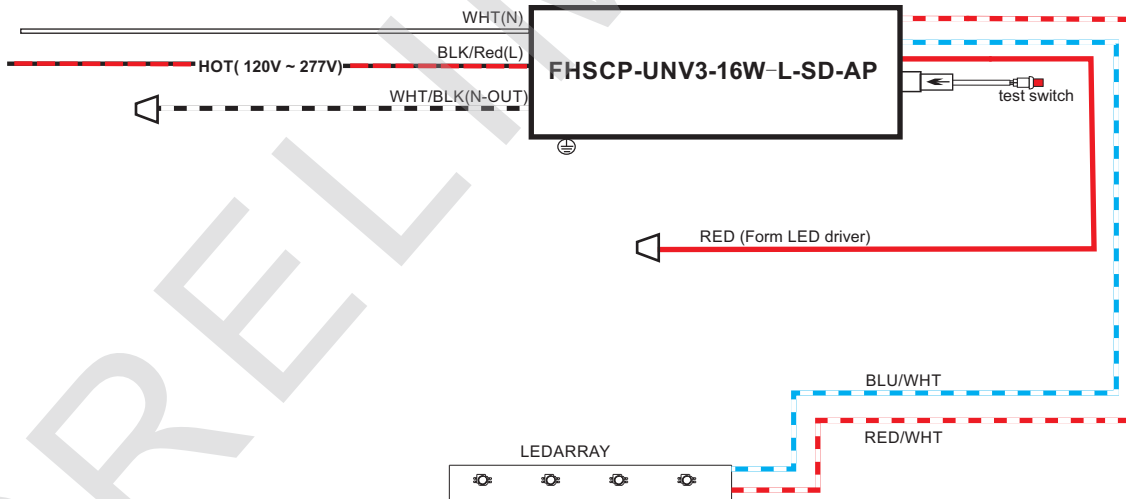 WHT(N)
BLK/Red(L)
HOT( 120V ~ 277V)
WHT/BLK(N-OUT)
FHSCP-UNV3-16W-L-SD-AP
test switch
RED (Form LED driver)
BLU/WHT
RED/WHT
LEDARRAY
RELIM